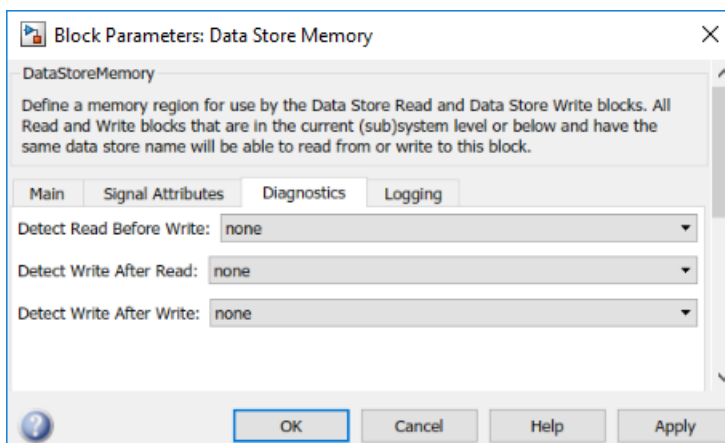 Block Parameters: Data Store Memory
DataStoreMemory
Define a memory region for use by the Data Store Read and Data Store Write blocks. All
Read and Write blocks that are in the current (sub)system level or below and have the
same data store name will be able to read from or write to this block.
Main Signal Attributes Diagnostics Logging
Detect Read Before Write: none
Detect Write After Read: none
Detect Write After Write: none
OK Cancel Help Apply